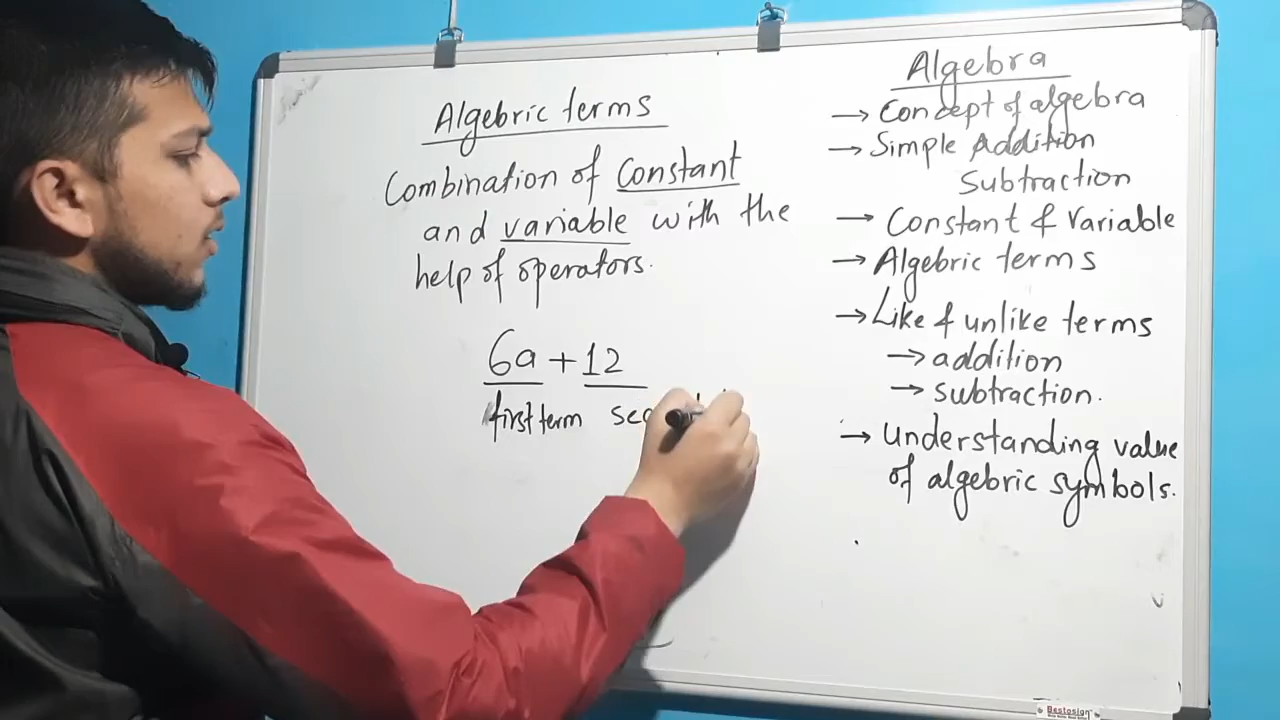 Algebric terms
Combination of Constant
and variable with the
help of operators.
6a + 12
first term
Algebra
→ Concept of algebra
→ Simple Addition
Subtraction
→ Constant & Variable
→ Algebric terms
→ Like & unlike terms
→ addition
→ subtraction.
→ Understanding value
of algebric symbols.
Bestosign